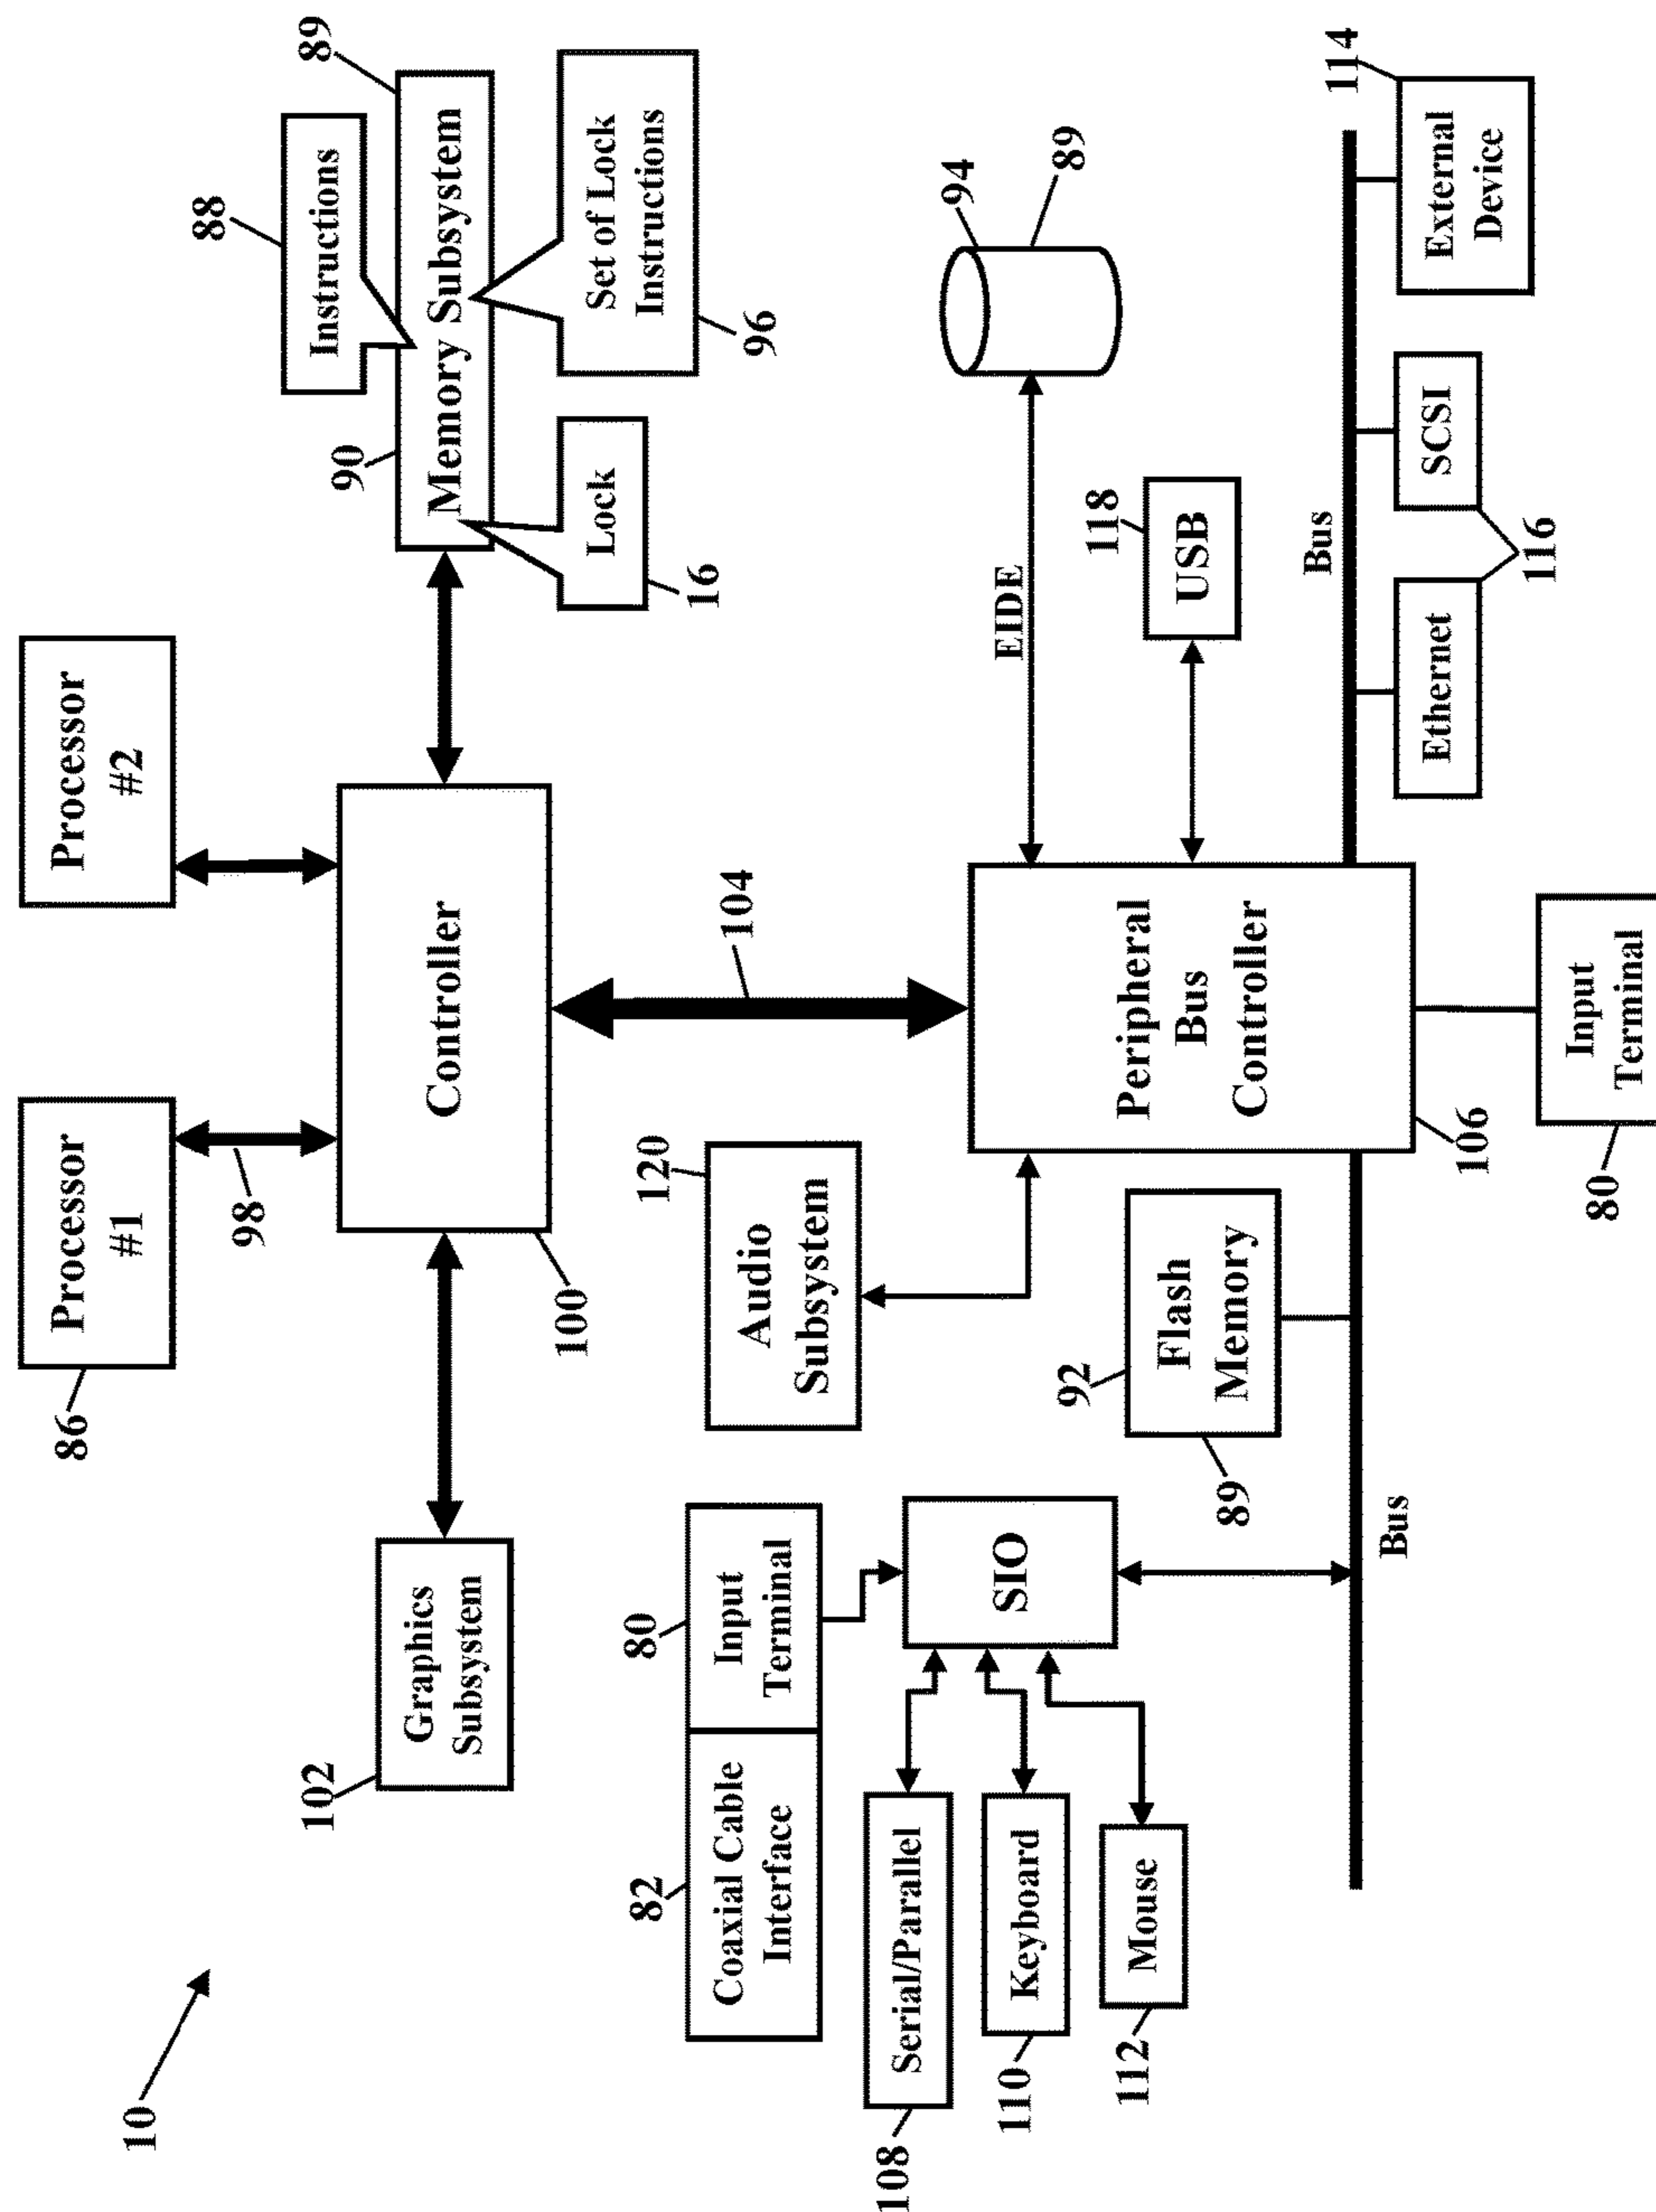 10
86
Processor
#1
98
Processor
#2
102
Graphics
Subsystem
100
Controller
90
Memory Subsystem
89
88
Instructions
Lock
16
Set of Lock
Instructions
96
104
82
Coaxial Cable
Interface
80
Input
Terminal
120
Audio
Subsystem
EIDE
94
89
108
Serial/Parallel
110
Keyboard
112
Mouse
SIO
92
Flash
Memory
89
Peripheral
Bus
Controller
106
118
USB
Bus
Bus
Ethernet
SCSI
116
External
Device
114
80
Input
Terminal